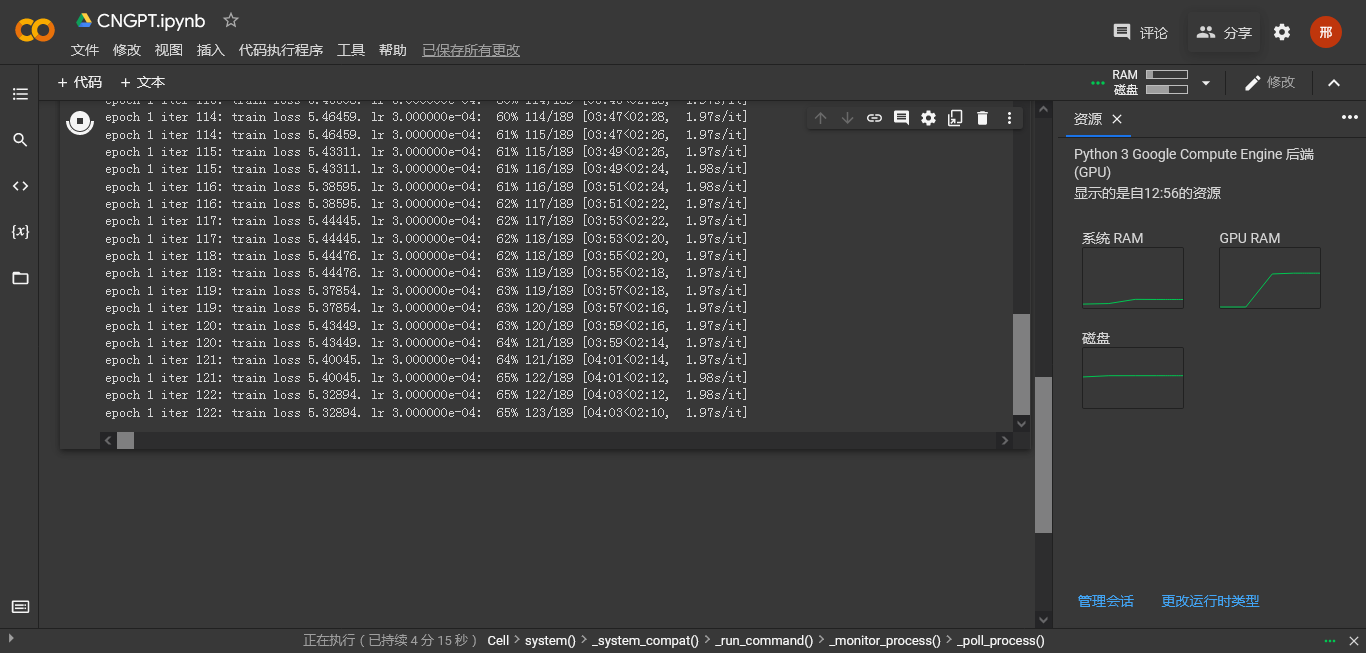 CNGPT.ipynb
文件 修改 视图 插入 代码执行程序 工具 帮助 已保存所有更改
评论 分享 邢
+ 代码 + 文本
RAM
磁盘
修改
epoch 1 iter 114: train loss 5.46459. lr 3.000000e-04: 60% 114/189 [03:47<02:28, 1.97s/it]
epoch 1 iter 114: train loss 5.46459. lr 3.000000e-04: 61% 115/189 [03:47<02:26, 1.97s/it]
epoch 1 iter 115: train loss 5.43311. lr 3.000000e-04: 61% 115/189 [03:49<02:26, 1.97s/it]
epoch 1 iter 115: train loss 5.43311. lr 3.000000e-04: 61% 116/189 [03:49<02:24, 1.98s/it]
epoch 1 iter 116: train loss 5.38595. lr 3.000000e-04: 61% 116/189 [03:51<02:24, 1.98s/it]
epoch 1 iter 116: train loss 5.38595. lr 3.000000e-04: 62% 117/189 [03:51<02:22, 1.97s/it]
epoch 1 iter 117: train loss 5.44445. lr 3.000000e-04: 62% 117/189 [03:53<02:22, 1.97s/it]
epoch 1 iter 117: train loss 5.44445. lr 3.000000e-04: 62% 118/189 [03:53<02:20, 1.97s/it]
epoch 1 iter 118: train loss 5.44476. lr 3.000000e-04: 62% 118/189 [03:55<02:20, 1.97s/it]
epoch 1 iter 118: train loss 5.44476. lr 3.000000e-04: 63% 119/189 [03:55<02:18, 1.97s/it]
epoch 1 iter 119: train loss 5.37854. lr 3.000000e-04: 63% 119/189 [03:57<02:18, 1.97s/it]
epoch 1 iter 119: train loss 5.37854. lr 3.000000e-04: 63% 120/189 [03:57<02:16, 1.97s/it]
epoch 1 iter 120: train loss 5.43449. lr 3.000000e-04: 63% 120/189 [03:59<02:16, 1.97s/it]
epoch 1 iter 120: train loss 5.43449. lr 3.000000e-04: 64% 121/189 [03:59<02:14, 1.97s/it]
epoch 1 iter 121: train loss 5.40045. lr 3.000000e-04: 64% 121/189 [04:01<02:14, 1.97s/it]
epoch 1 iter 121: train loss 5.40045. lr 3.000000e-04: 65% 122/189 [04:01<02:12, 1.98s/it]
epoch 1 iter 122: train loss 5.32894. lr 3.000000e-04: 65% 122/189 [04:03<02:12, 1.98s/it]
epoch 1 iter 122: train loss 5.32894. lr 3.000000e-04: 65% 123/189 [04:03<02:10, 1.97s/it]
资源
Python 3 Google Compute Engine 后端
(GPU)
显示的是自12:56的资源
系统 RAM GPU RAM
磁盘
管理会话 更改运行时类型
正在执行 ( 已持续 4 分 15 秒 ) Cell > system() > _system_compat() > _run_command() > _monitor_process() > _poll_process()